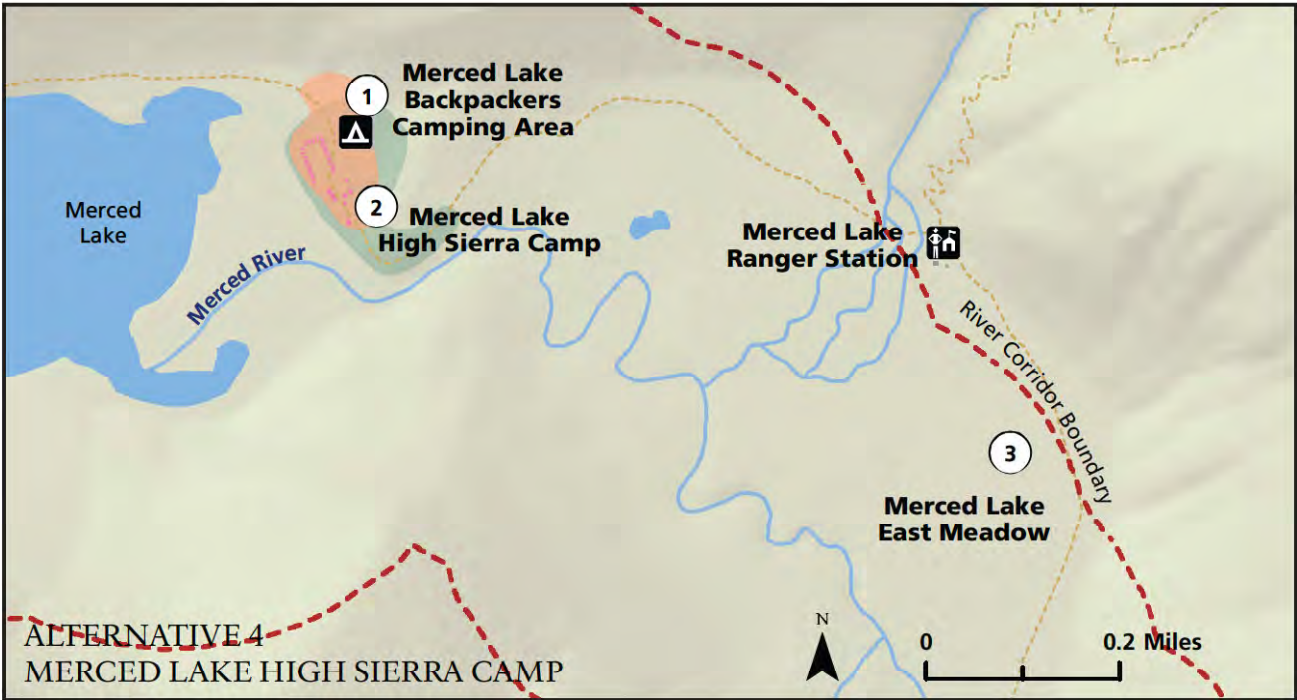 1
Merced Lake
Backpackers
Camping Area
Merced
Lake
2
Merced Lake
High Sierra Camp
Merced River
Merced Lake
Ranger Station
River Corridor Boundary
3
Merced Lake
East Meadow
N
0
0.2 Miles
ALTERNATIVE 4
MERCED LAKE HIGH SIERRA CAMP